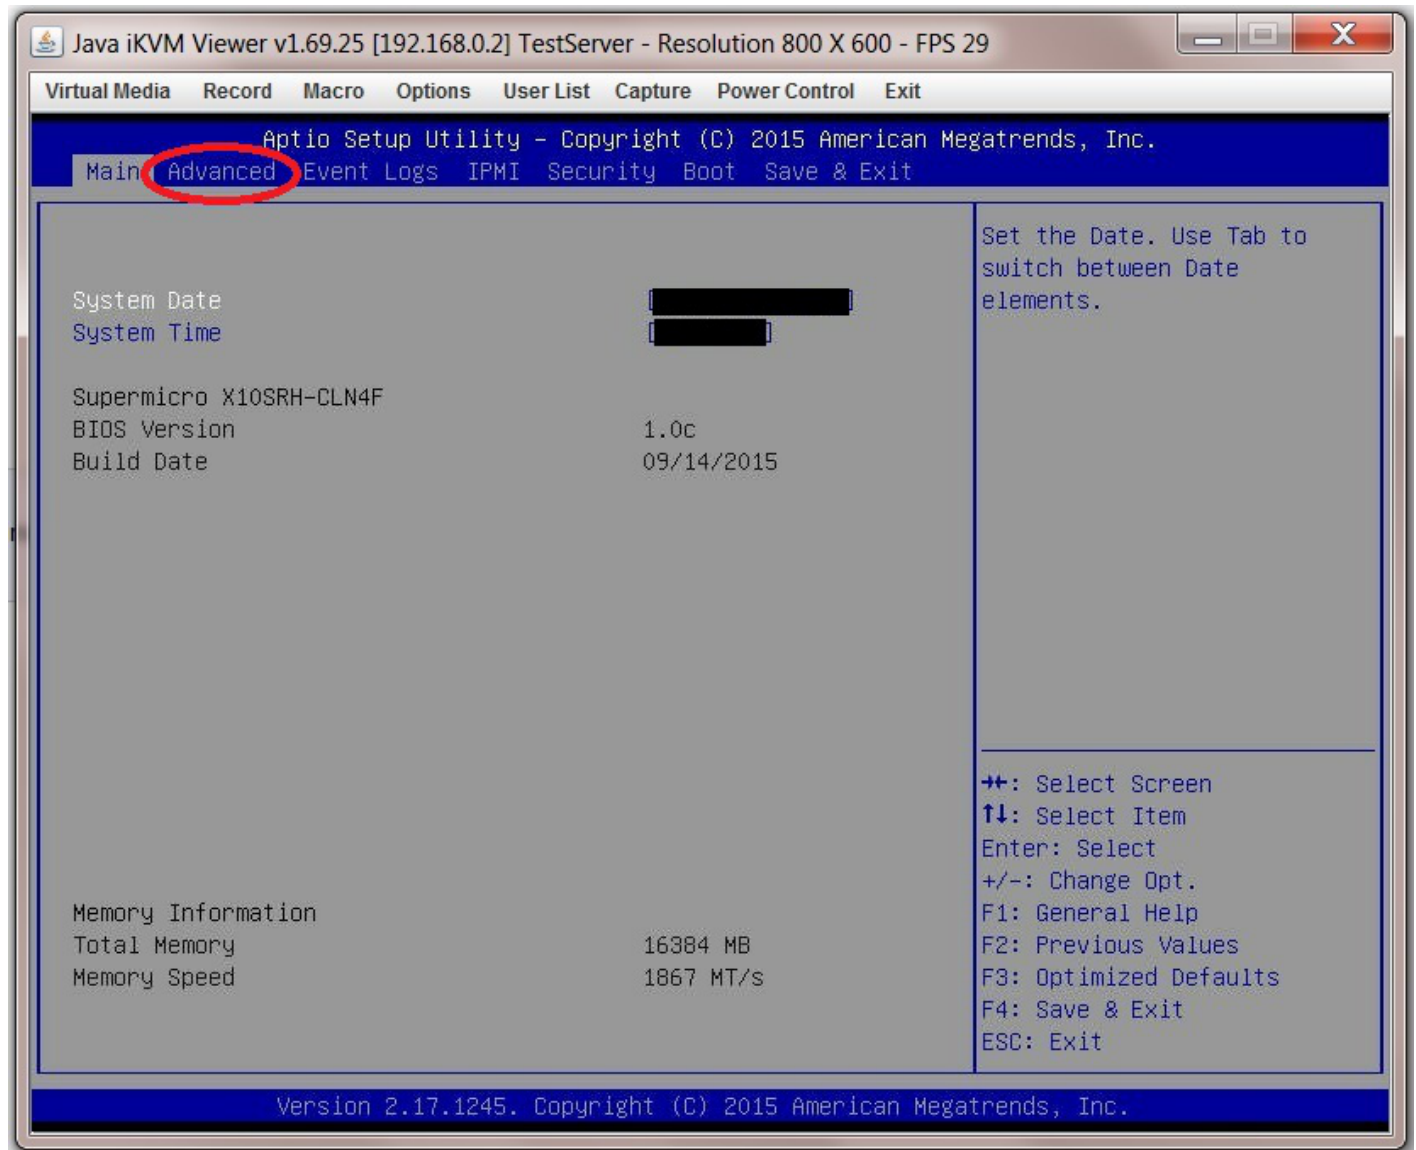 Java iKVM Viewer v1.69.25 [192.168.0.2] TestServer - Resolution 800 X 600 - FPS 29
Virtual Media Record Macro Options User List Capture Power Control Exit
Aptio Setup Utility – Copyright (C) 2015 American Megatrends, Inc.
Main Advanced Event Logs IPMI Security Boot Save & Exit
System Date [ ]
System Time [ ]
Supermicro X10SRH-CLN4F
BIOS Version 1.0c
Build Date 09/14/2015
Memory Information
Total Memory 16384 MB
Memory Speed 1867 MT/s
Set the Date. Use Tab to
switch between Date
elements.
→←: Select Screen
↑↓: Select Item
Enter: Select
+/-: Change Opt.
F1: General Help
F2: Previous Values
F3: Optimized Defaults
F4: Save & Exit
ESC: Exit
Version 2.17.1245. Copyright (C) 2015 American Megatrends, Inc.